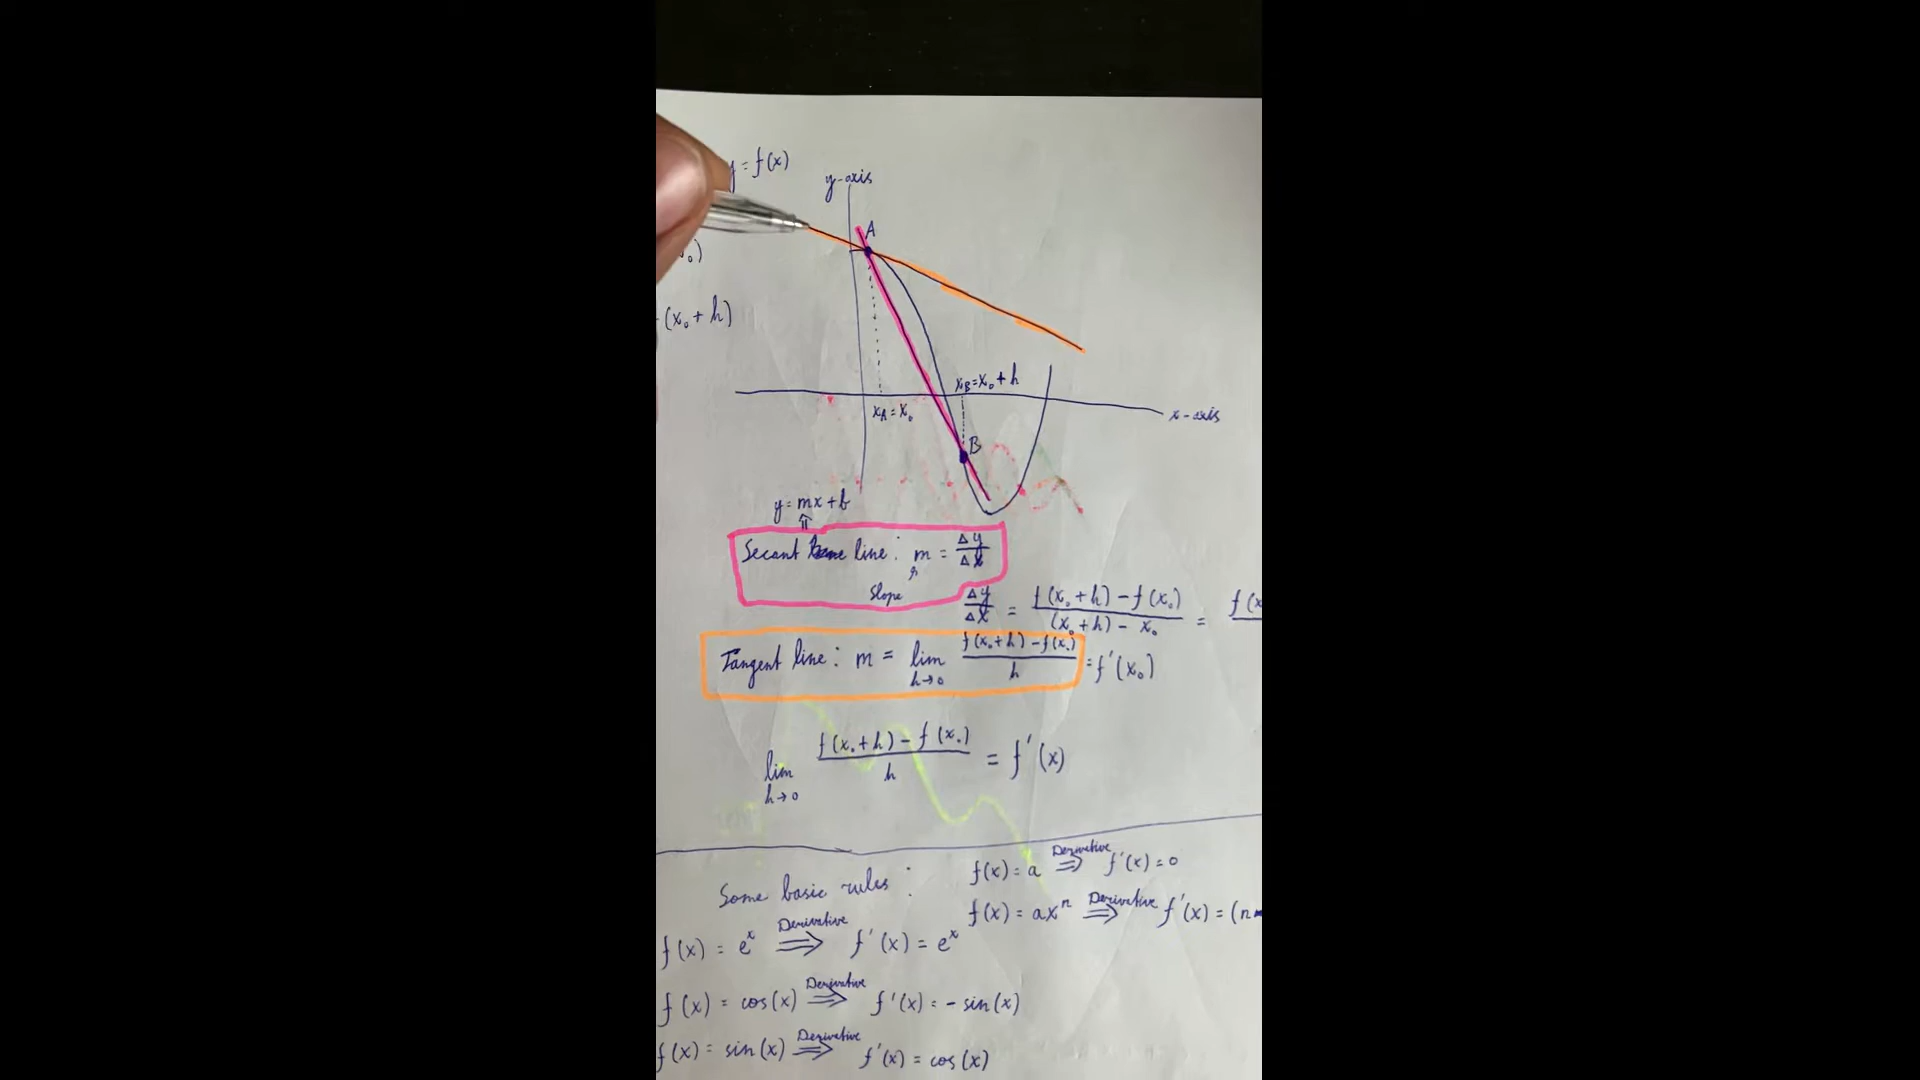 y = f(x)
y-axis
A
(x₀ + h)
x_B = x₀ + h
x_A = x₀
x-axis
B
y = mx + b
Secant line : m = Δy/Δx
Slope
Δy/Δx = (f(x₀ + h) - f(x₀))/((x₀ + h) - x₀) =
Tangent line : m = lim h→0 (f(x₀ + h) - f(x₀))/h = f'(x₀)
lim h→0 (f(x₀ + h) - f(x₀))/h = f'(x)
Some basic rules :
f(x) = a Derivative ⇒ f'(x) = 0
f(x) = axⁿ Derivative ⇒ f'(x) = (n
f(x) = eˣ Derivative ⇒ f'(x) = eˣ
f(x) = cos(x) Derivative ⇒ f'(x) = - sin(x)
f(x) = sin(x) Derivative ⇒ f'(x) = cos(x)